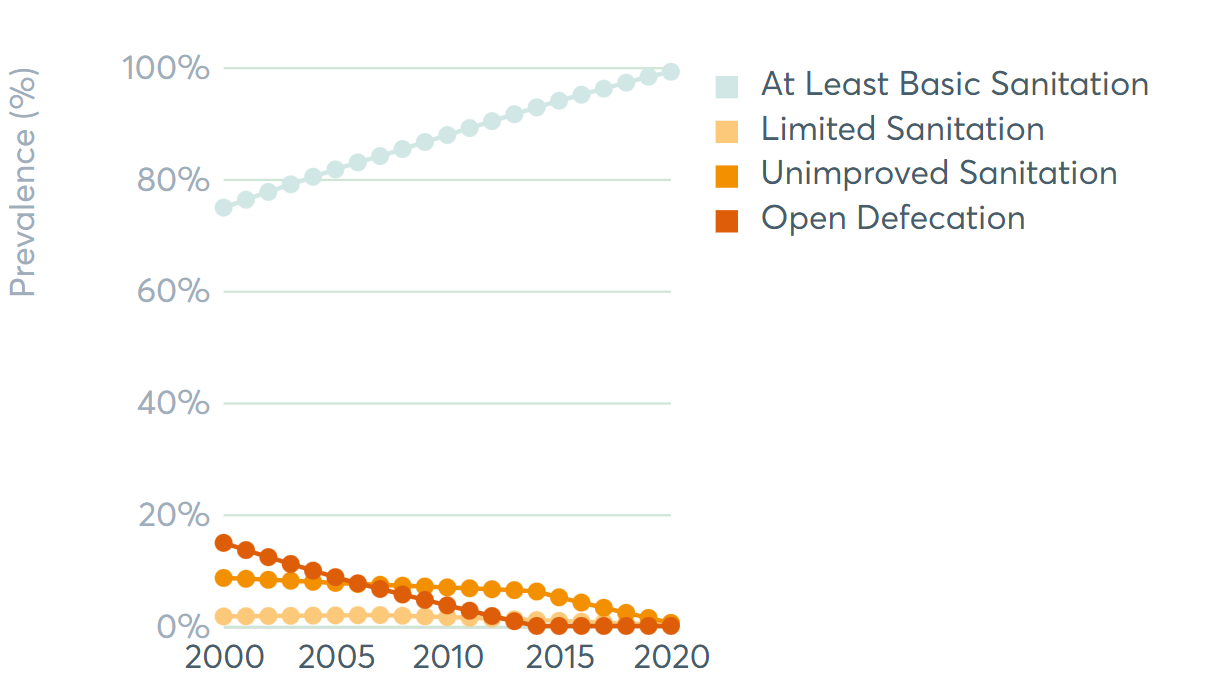 Prevalence (%)
100%
80%
60%
40%
20%
0%
2000 2005 2010 2015 2020
At Least Basic Sanitation
Limited Sanitation
Unimproved Sanitation
Open Defecation